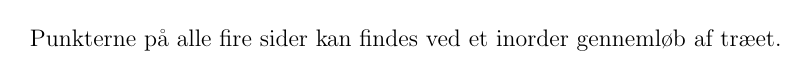 Punkterne på alle fire sider kan findes ved et inorder gennemløb af træet.